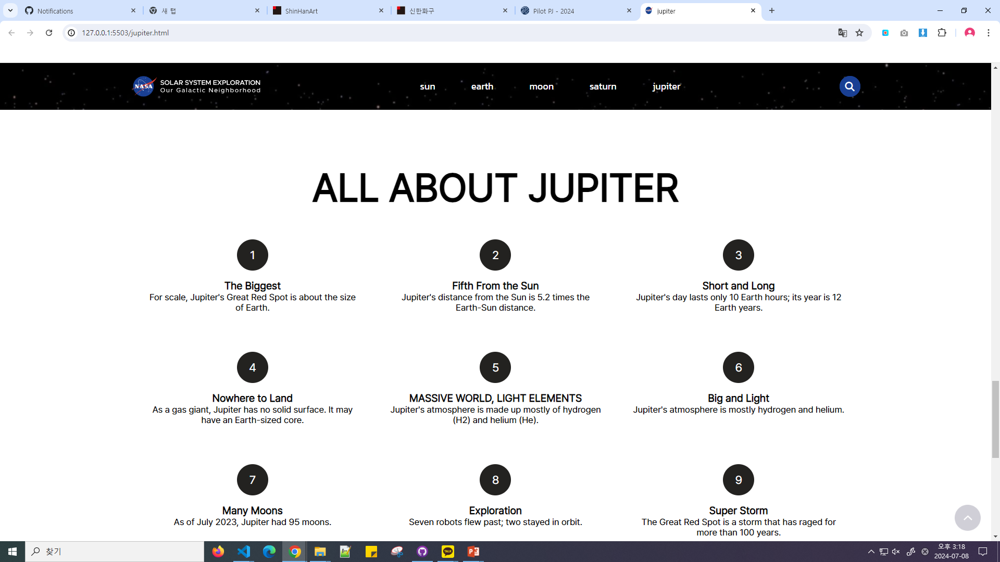 Notifications
새 탭
ShinHanArt
신한화구
Pilot PJ - 2024
jupiter
127.0.0.1:5503/jupiter.html
NASA
SOLAR SYSTEM EXPLORATION
Our Galactic Neighborhood
sun
earth
moon
saturn
jupiter
ALL ABOUT JUPITER
1
The Biggest
For scale, Jupiter's Great Red Spot is about the size
of Earth.
2
Fifth From the Sun
Jupiter's distance from the Sun is 5.2 times the
Earth-Sun distance.
3
Short and Long
Jupiter's day lasts only 10 Earth hours; its year is 12
Earth years.
4
Nowhere to Land
As a gas giant, Jupiter has no solid surface. It may
have an Earth-sized core.
5
MASSIVE WORLD, LIGHT ELEMENTS
Jupiter's atmosphere is made up mostly of hydrogen
(H2) and helium (He).
6
Big and Light
Jupiter's atmosphere is mostly hydrogen and helium.
7
Many Moons
As of July 2023, Jupiter had 95 moons.
8
Exploration
Seven robots flew past; two stayed in orbit.
9
Super Storm
The Great Red Spot is a storm that has raged for
more than 100 years.
찾기
TALK
오후 3:18
2024-07-08